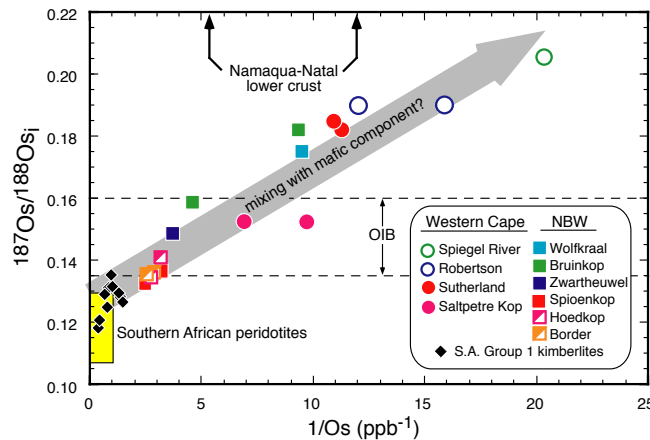 0.22
0.20
0.18
0.16
0.14
0.12
0.10
187Os/188Osi
Namaqua-Natal
lower crust
mixing with mafic component?
OIB
Southern African peridotites
Western Cape
Spiegel River
Robertson
Sutherland
Saltpetre Kop
NBW
Wolfkraal
Bruinkop
Zwartheuwel
Spioenkop
Hoedkop
Border
S.A. Group 1 kimberlites
0 5 10 15 20 25
1/Os (ppb-1)